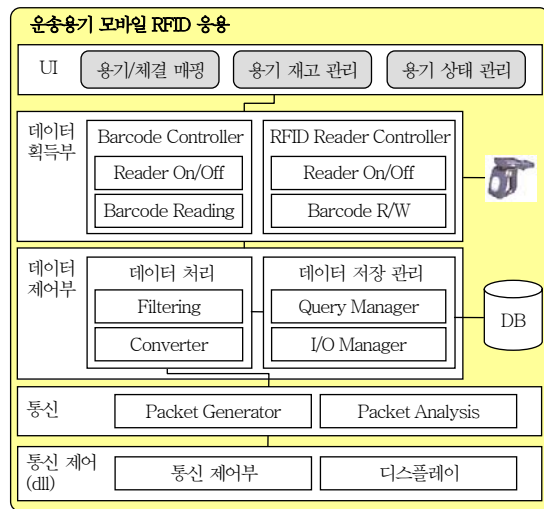 운송용기 모바일 RFID 응용
UI
용기/체결 매핑
용기 재고 관리
용기 상태 관리
데이터
획득부
Barcode Controller
Reader On/Off
Barcode Reading
RFID Reader Controller
Reader On/Off
Barcode R/W
데이터
제어부
데이터 처리
Filtering
Converter
데이터 저장 관리
Query Manager
I/O Manager
DB
통신
Packet Generator
Packet Analysis
통신 제어
(dll)
통신 제어부
디스플레이